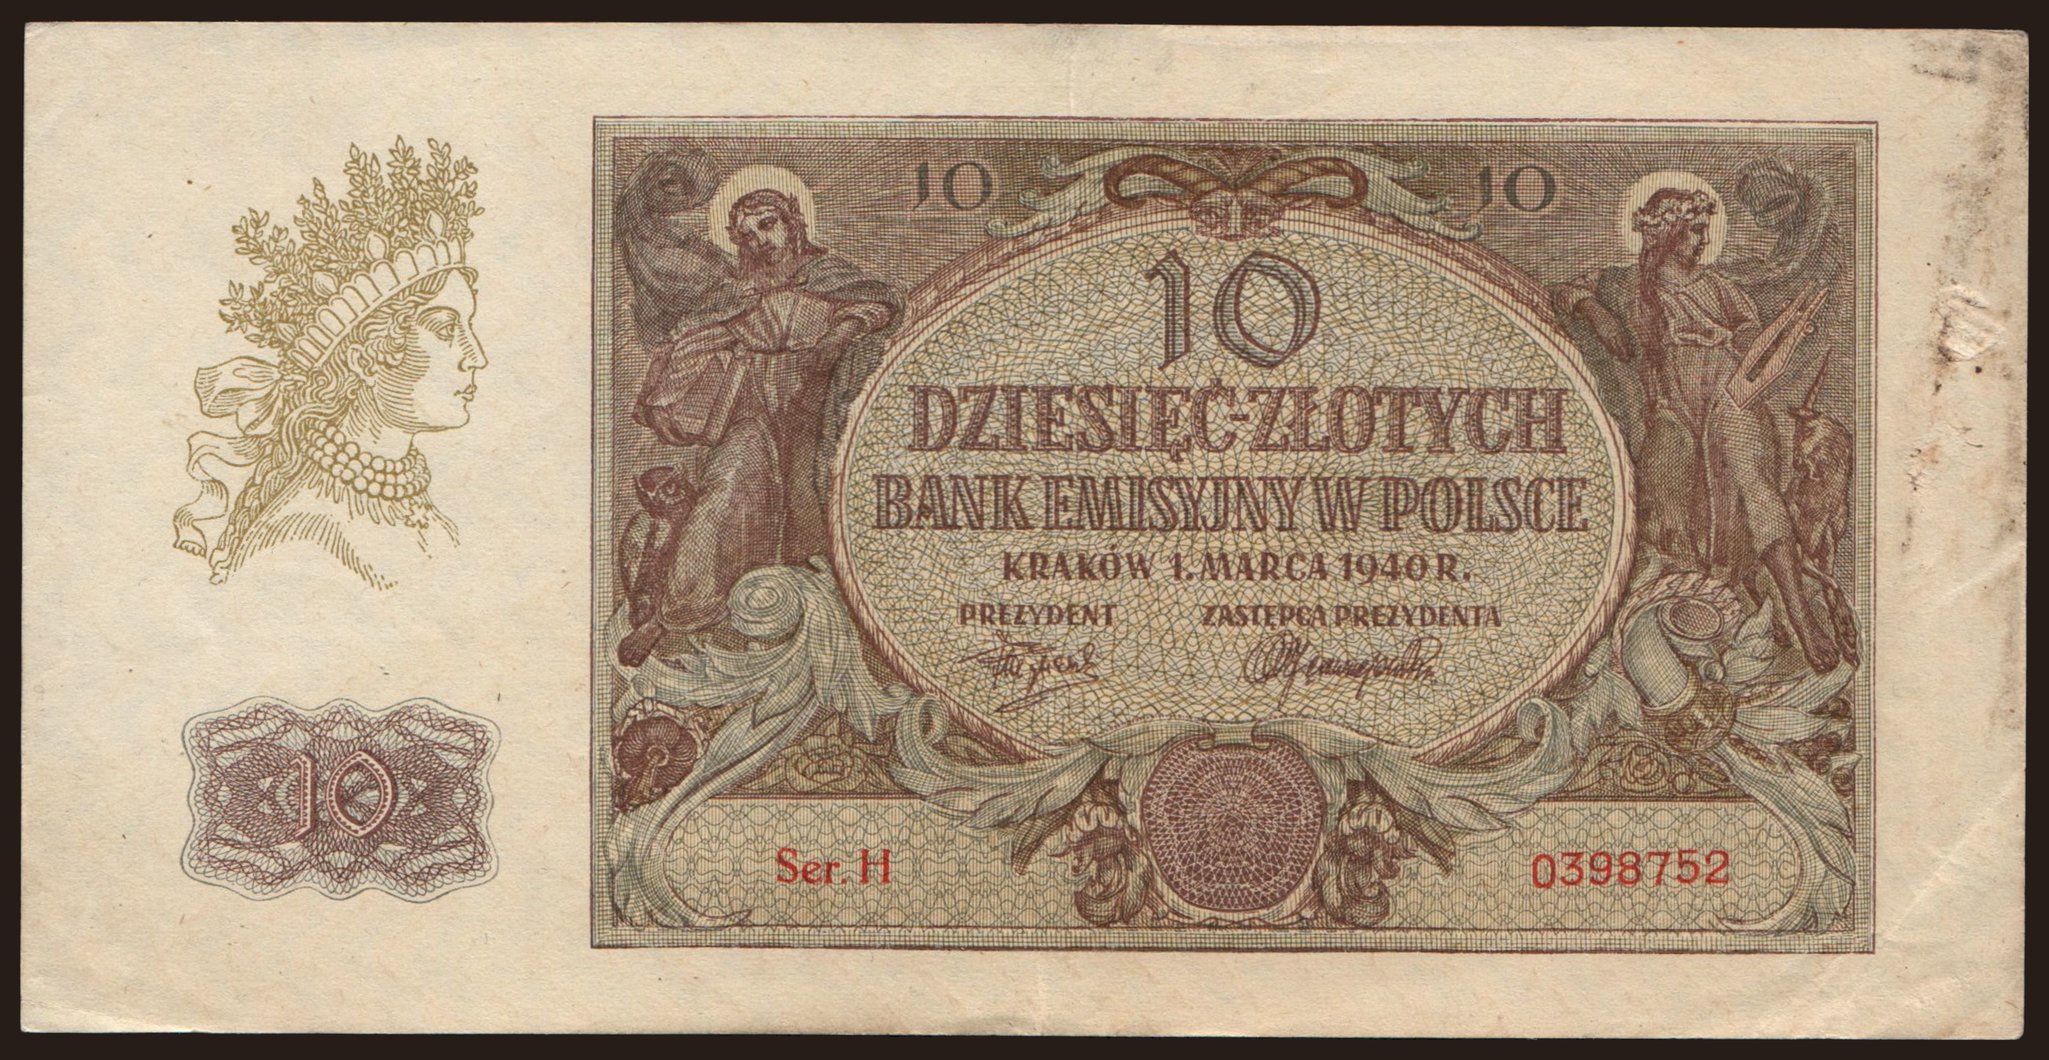 10 10
10
DZIESIĘĆ-ZŁOTYCH
BANK EMISYJNY W POLSCE
KRAKÓW 1. MARCA 1940 R.
PREZYDENT ZASTĘPCA PREZYDENTA
10
Ser. H 0398752